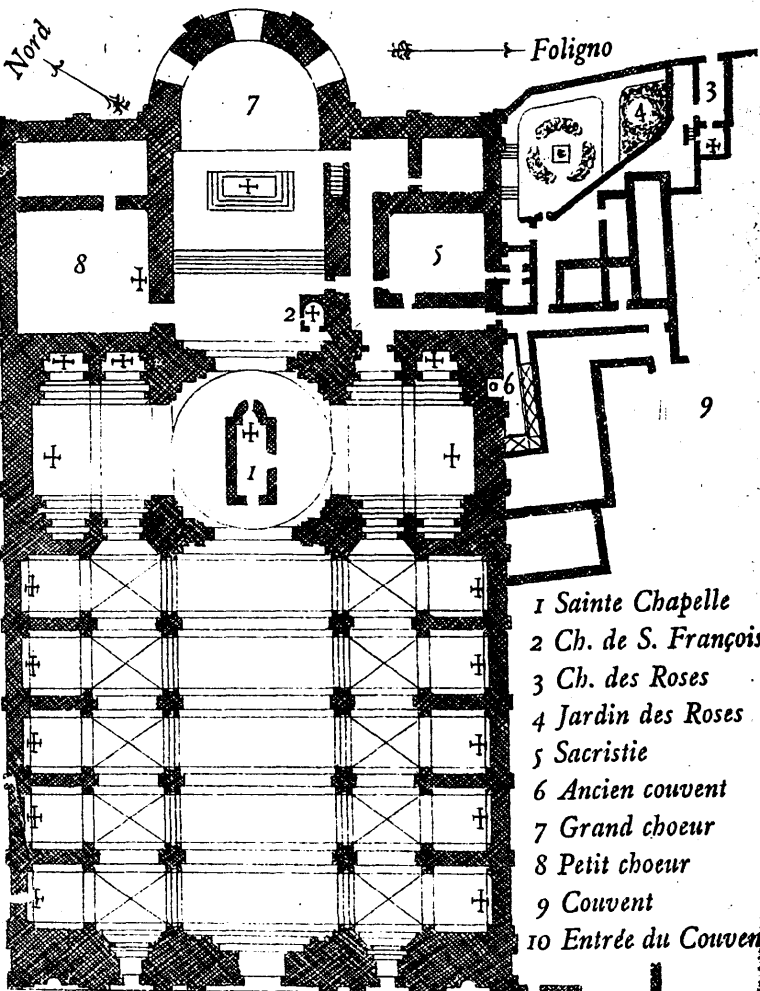 Nord
Foligno
7
3
4
8
5
2
6
9
1
1 Sainte Chapelle
2 Ch. de S. François
3 Ch. des Roses
4 Jardin des Roses
5 Sacristie
6 Ancien couvent
7 Grand choeur
8 Petit choeur
9 Couvent
10 Entrée du Couven